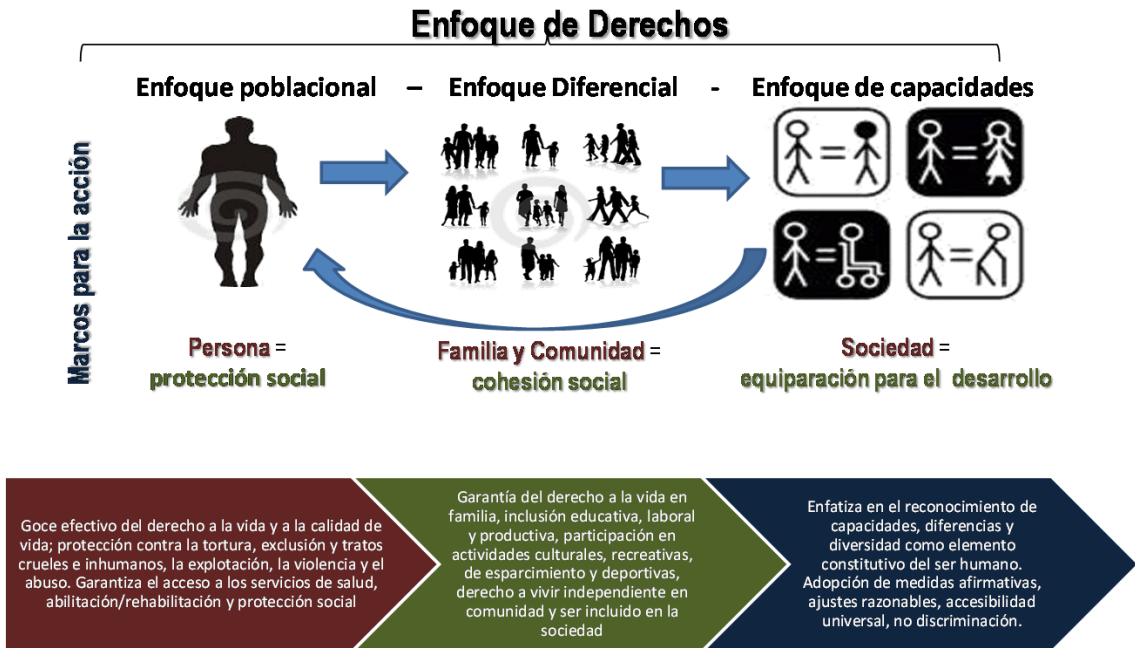 Enfoque de Derechos
Enfoque poblacional – Enfoque Diferencial - Enfoque de capacidades
Marcos para la acción
Persona =
protección social
Familia y Comunidad =
cohesión social
Sociedad =
equiparación para el desarrollo
Goce efectivo del derecho a la vida y a la calidad de
vida; protección contra la tortura, exclusión y tratos
crueles e inhumanos, la explotación, la violencia y el
abuso. Garantiza el acceso a los servicios de salud,
abilitación/rehabilitación y protección social
Garantía del derecho a la vida en
familia, inclusión educativa, laboral
y productiva, participación en
actividades culturales, recreativas,
de esparcimiento y deportivas,
derecho a vivir independiente en
comunidad y ser incluido en la
sociedad
Enfatiza en el reconocimiento de
capacidades, diferencias y
diversidad como elemento
constitutivo del ser humano.
Adopción de medidas afirmativas,
ajustes razonables, accesibilidad
universal, no discriminación.